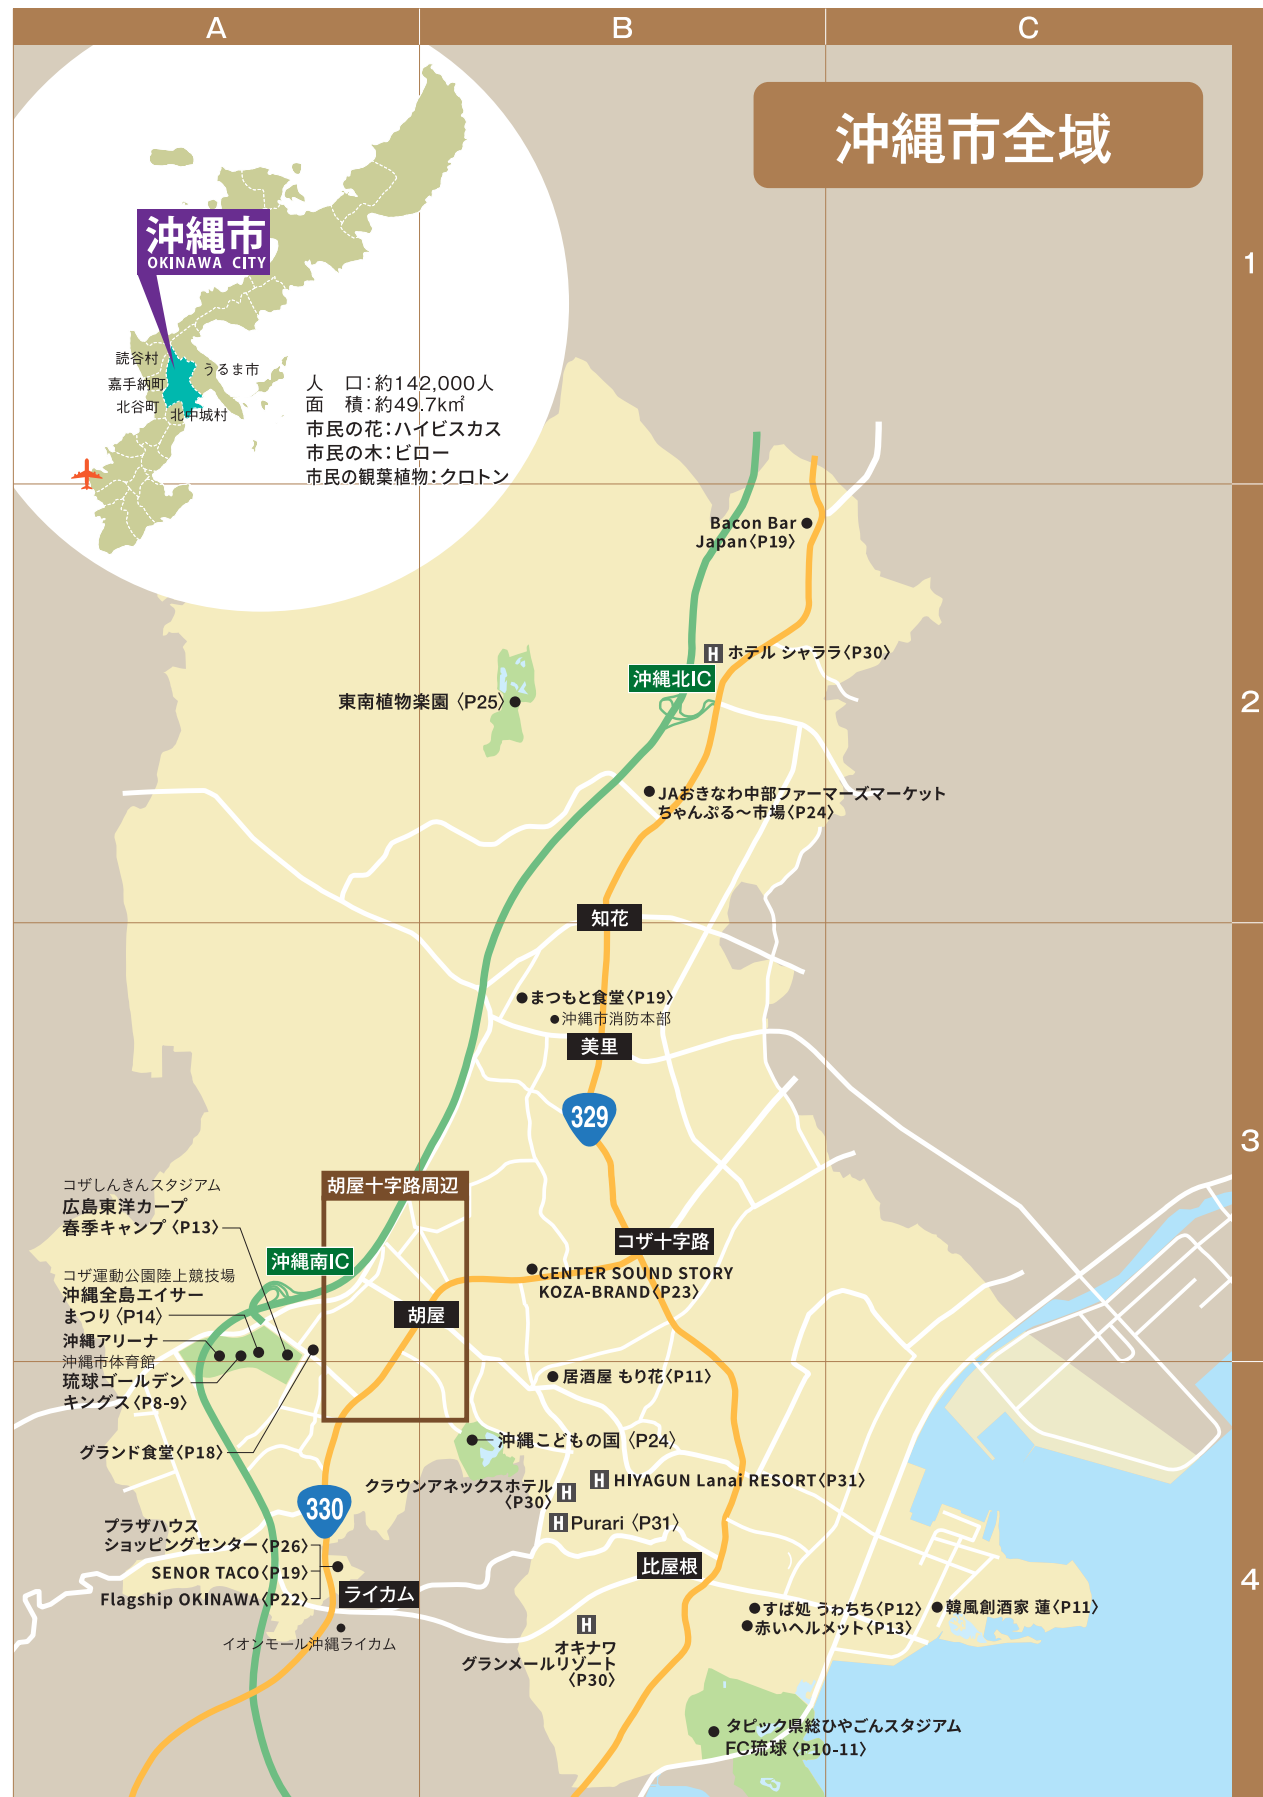 A
B
C
沖縄市全域
沖縄市
OKINAWA CITY
読谷村
うるま市
嘉手納町
北谷町
北中城村
人　口：約142,000人
面　積：約49.7k㎡
市民の花：ハイビスカス
市民の木：ビロー
市民の観葉植物：クロトン
1
Bacon Bar
Japan〈P19〉
H ホテル シャララ〈P30〉
沖縄北IC
東南植物楽園〈P25〉
2
JAおきなわ中部ファーマーズマーケット
ちゃんぷる～市場〈P24〉
知花
まつもと食堂〈P19〉
沖縄市消防本部
美里
329
3
コザしんきんスタジアム
広島東洋カープ
春季キャンプ〈P13〉
胡屋十字路周辺
コザ十字路
沖縄南IC
コザ運動公園陸上競技場
沖縄全島エイサー
まつり〈P14〉
CENTER SOUND STORY
KOZA-BRAND〈P23〉
胡屋
沖縄アリーナ
沖縄市体育館
琉球ゴールデン
キングス〈P8-9〉
居酒屋 もり花〈P11〉
グランド食堂〈P18〉
沖縄こどもの国〈P24〉
クラウンアネックスホテル
〈P30〉
H
H HIYAGUN Lanai RESORT〈P31〉
H Purari〈P31〉
330
プラザハウス
ショッピングセンター〈P26〉
SENOR TACO〈P19〉
Flagship OKINAWA〈P22〉
ライカム
比屋根
4
イオンモール沖縄ライカム
すば処 うゎちち〈P12〉
韓風創酒家 蓮〈P11〉
赤いヘルメット〈P13〉
H
オキナワ
グランメールリゾート
〈P30〉
タピック県総ひやごんスタジアム
FC琉球〈P10-11〉